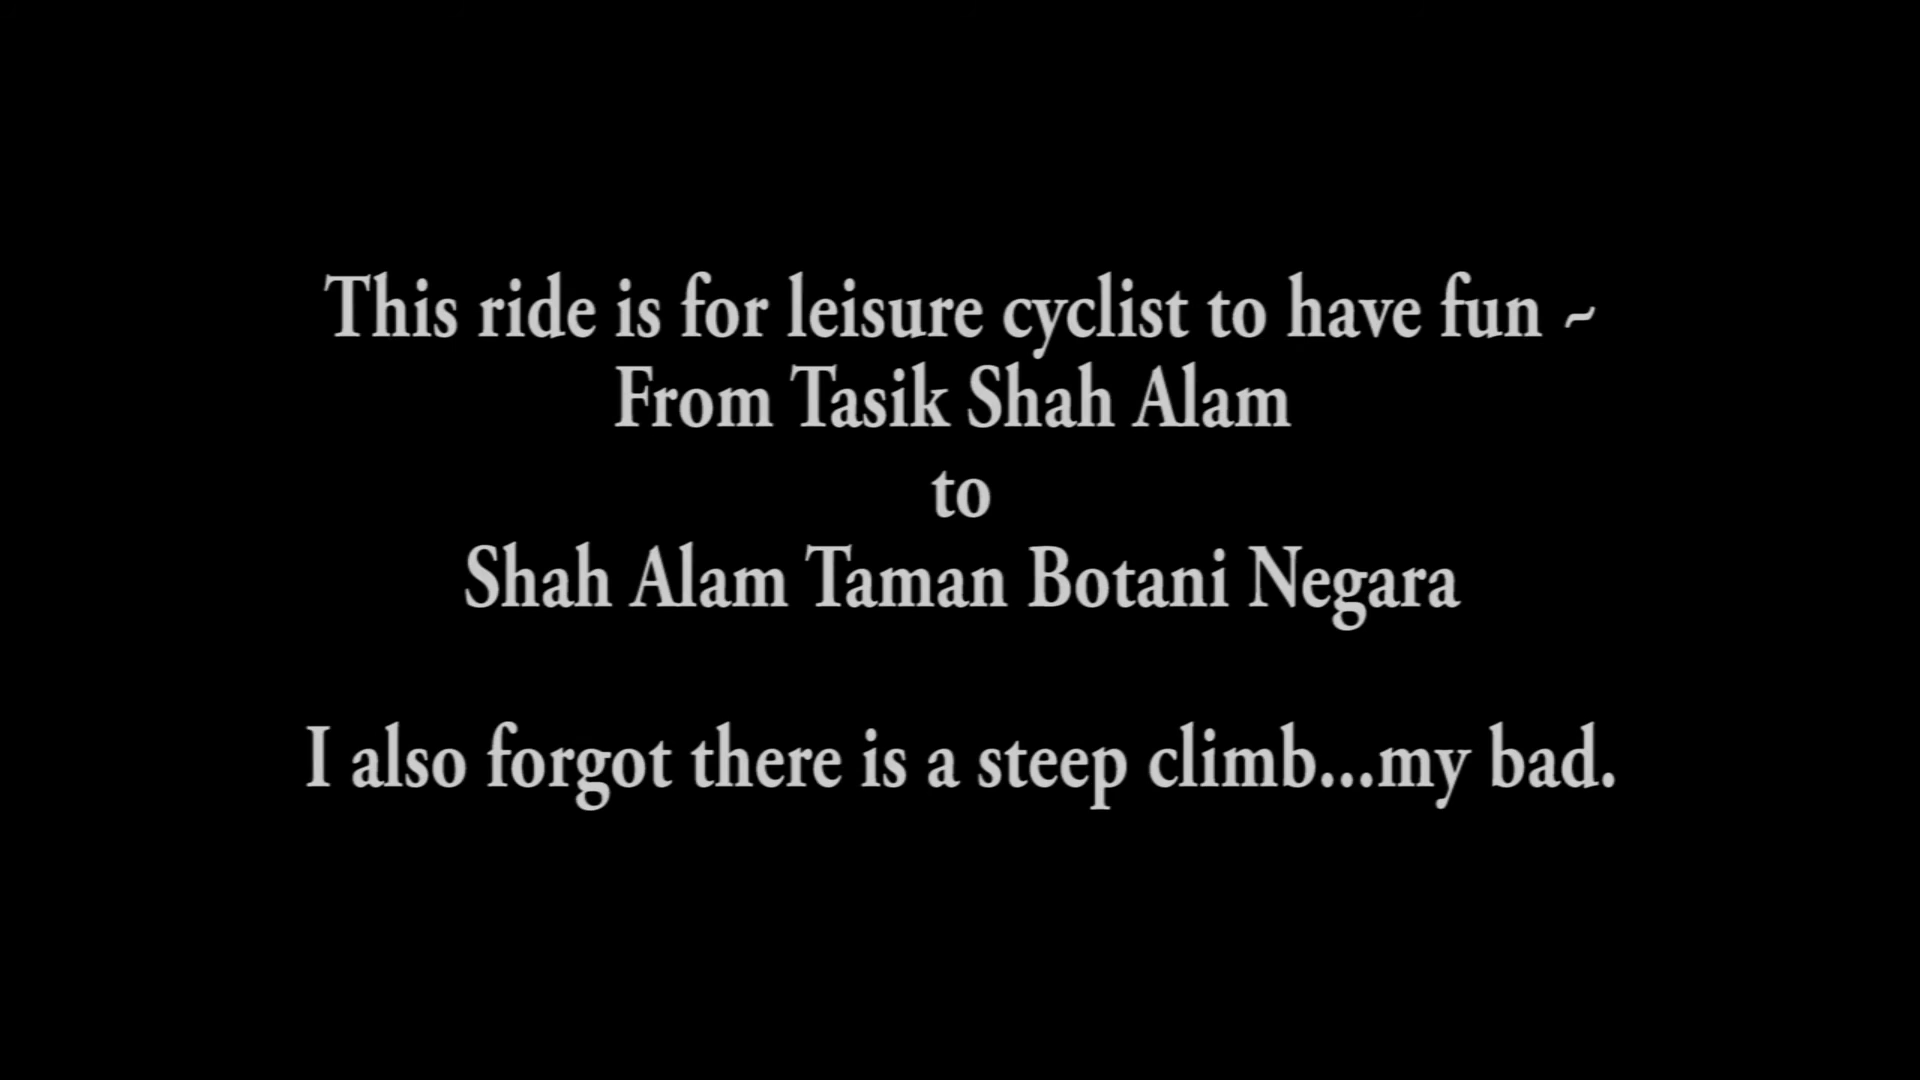 This ride is for leisure cyclist to have fun ~
From Tasik Shah Alam
to
Shah Alam Taman Botani Negara
I also forgot there is a steep climb...my bad.